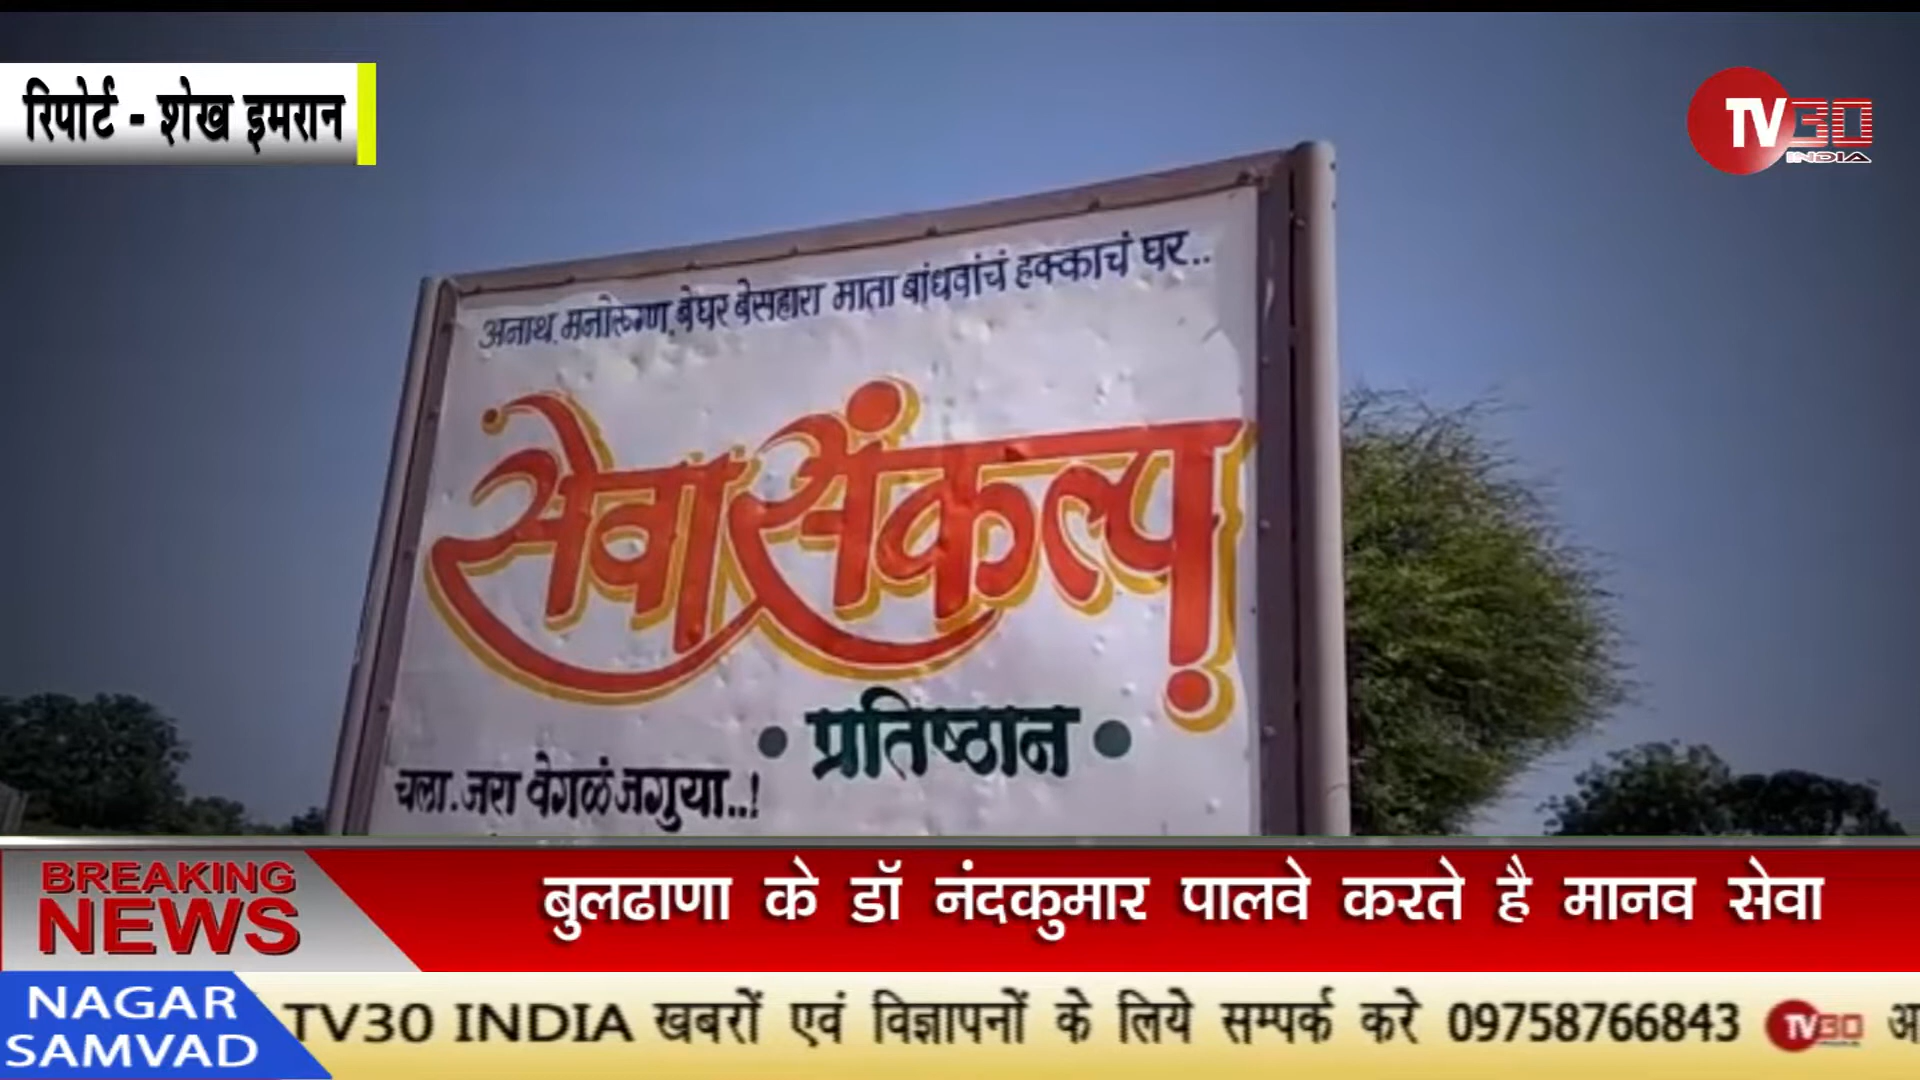 रिपोर्ट - शेख इमरान
TV30
INDIA
अनाथ, मनोरुग्ण, बेघर बेसहारा माता बांधवांचं हक्काचं घर...
सेवासंकल्प
• प्रतिष्ठान •
चला. जरा वेगळं जगुया..!
BREAKING
NEWS
बुलढाणा के डॉ नंदकुमार पालवे करते है मानव सेवा
NAGAR
SAMVAD
TV30 INDIA खबरों एवं विज्ञापनों के लिये सम्पर्क करे 09758766843 TV30